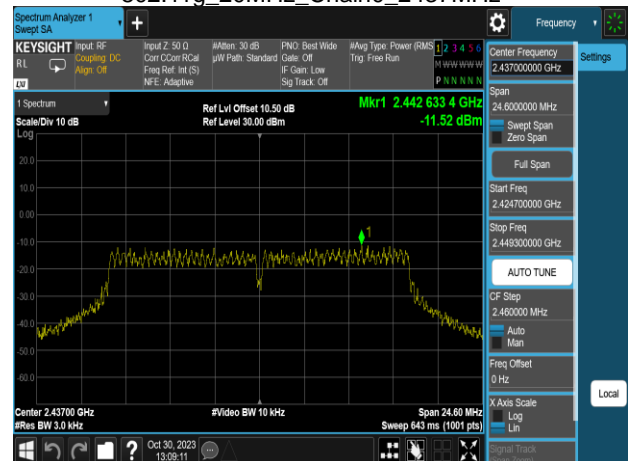 Spectrum Analyzer 1
Swept SA
Frequency
KEYSIGHT
RL
LXI
Input: RF
Coupling: DC
Align: Off
Input Z: 50 Ω
Corr CCorr RCal
Freq Ref: Int (S)
NFE: Adaptive
#Atten: 30 dB
µW Path: Standard
PNO: Best Wide
Gate: Off
IF Gain: Low
Sig Track: Off
#Avg Type: Power (RMS
Trig: Free Run
1 2 3 4 5 6
M W W W W W
P N N N N N
1 Spectrum
Scale/Div 10 dB
Log
Ref Lvl Offset 10.50 dB
Ref Level 30.00 dBm
Mkr1 2.442 633 4 GHz
-11.52 dBm
20.0
10.0
0.00
-10.0
-20.0
-30.0
-40.0
-50.0
-60.0
1
Center 2.43700 GHz
#Res BW 3.0 kHz
#Video BW 10 kHz
Span 24.60 MHz
Sweep 643 ms (1001 pts)
Center Frequency
2.437000000 GHz
Settings
Span
24.6000000 MHz
Swept Span
Zero Span
Full Span
Start Freq
2.424700000 GHz
Stop Freq
2.449300000 GHz
AUTO TUNE
CF Step
2.460000 MHz
Auto
Man
Freq Offset
0 Hz
X Axis Scale
Log
Lin
Local
Signal Track
(Span Zoom)
?
Oct 30, 2023
13:09:11